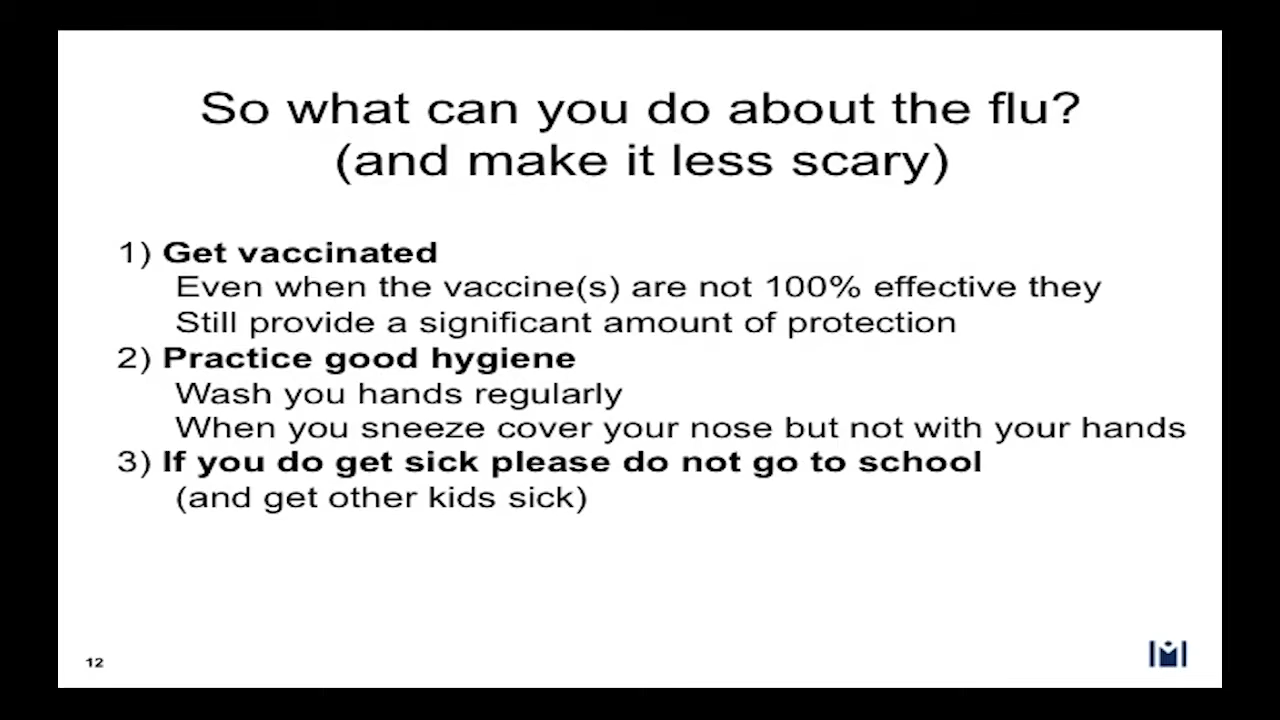 So what can you do about the flu?
(and make it less scary)
1) Get vaccinated
Even when the vaccine(s) are not 100% effective they
Still provide a significant amount of protection
2) Practice good hygiene
Wash you hands regularly
When you sneeze cover your nose but not with your hands
3) If you do get sick please do not go to school
(and get other kids sick)
12